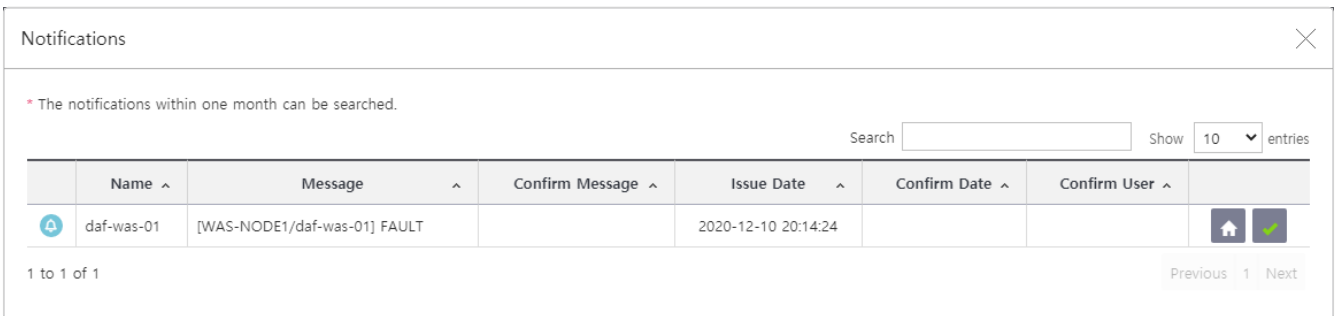 Notifications
* The notifications within one month can be searched.
Search Show 10 entries
Name Message Confirm Message Issue Date Confirm Date Confirm User
daf-was-01 [WAS-NODE1/daf-was-01] FAULT 2020-12-10 20:14:24
1 to 1 of 1 Previous 1 Next